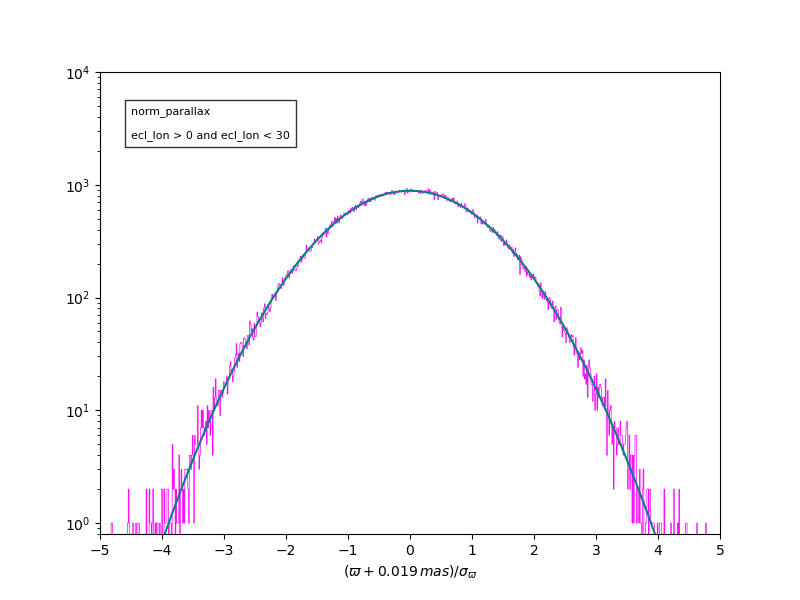 norm_parallax
ecl_lon > 0 and ecl_lon < 30
10⁴
10³
10²
10¹
10⁰
−5 −4 −3 −2 −1 0 1 2 3 4 5
(ϖ + 0.019 mas)/σ_ϖ